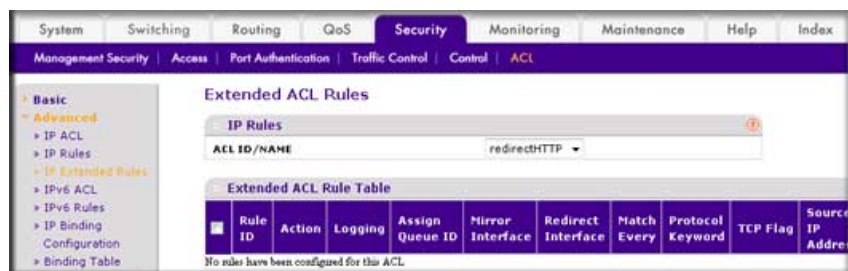 System Switching Routing QoS Security Monitoring Maintenance Help Index
Management Security | Access | Port Authentication | Traffic Control | Control | ACL
Basic
Advanced
IP ACL
IP Rules
IP Extended Rules
IPv6 ACL
IPv6 Rules
IP Binding
Configuration
Binding Table
Extended ACL Rules
IP Rules
ACL ID/NAME redirectHTTP
Extended ACL Rule Table
Rule ID Action Logging Assign Queue ID Mirror Interface Redirect Interface Match Every Protocol Keyword TCP Flag Source IP Addres
No rules have been configured for this ACL